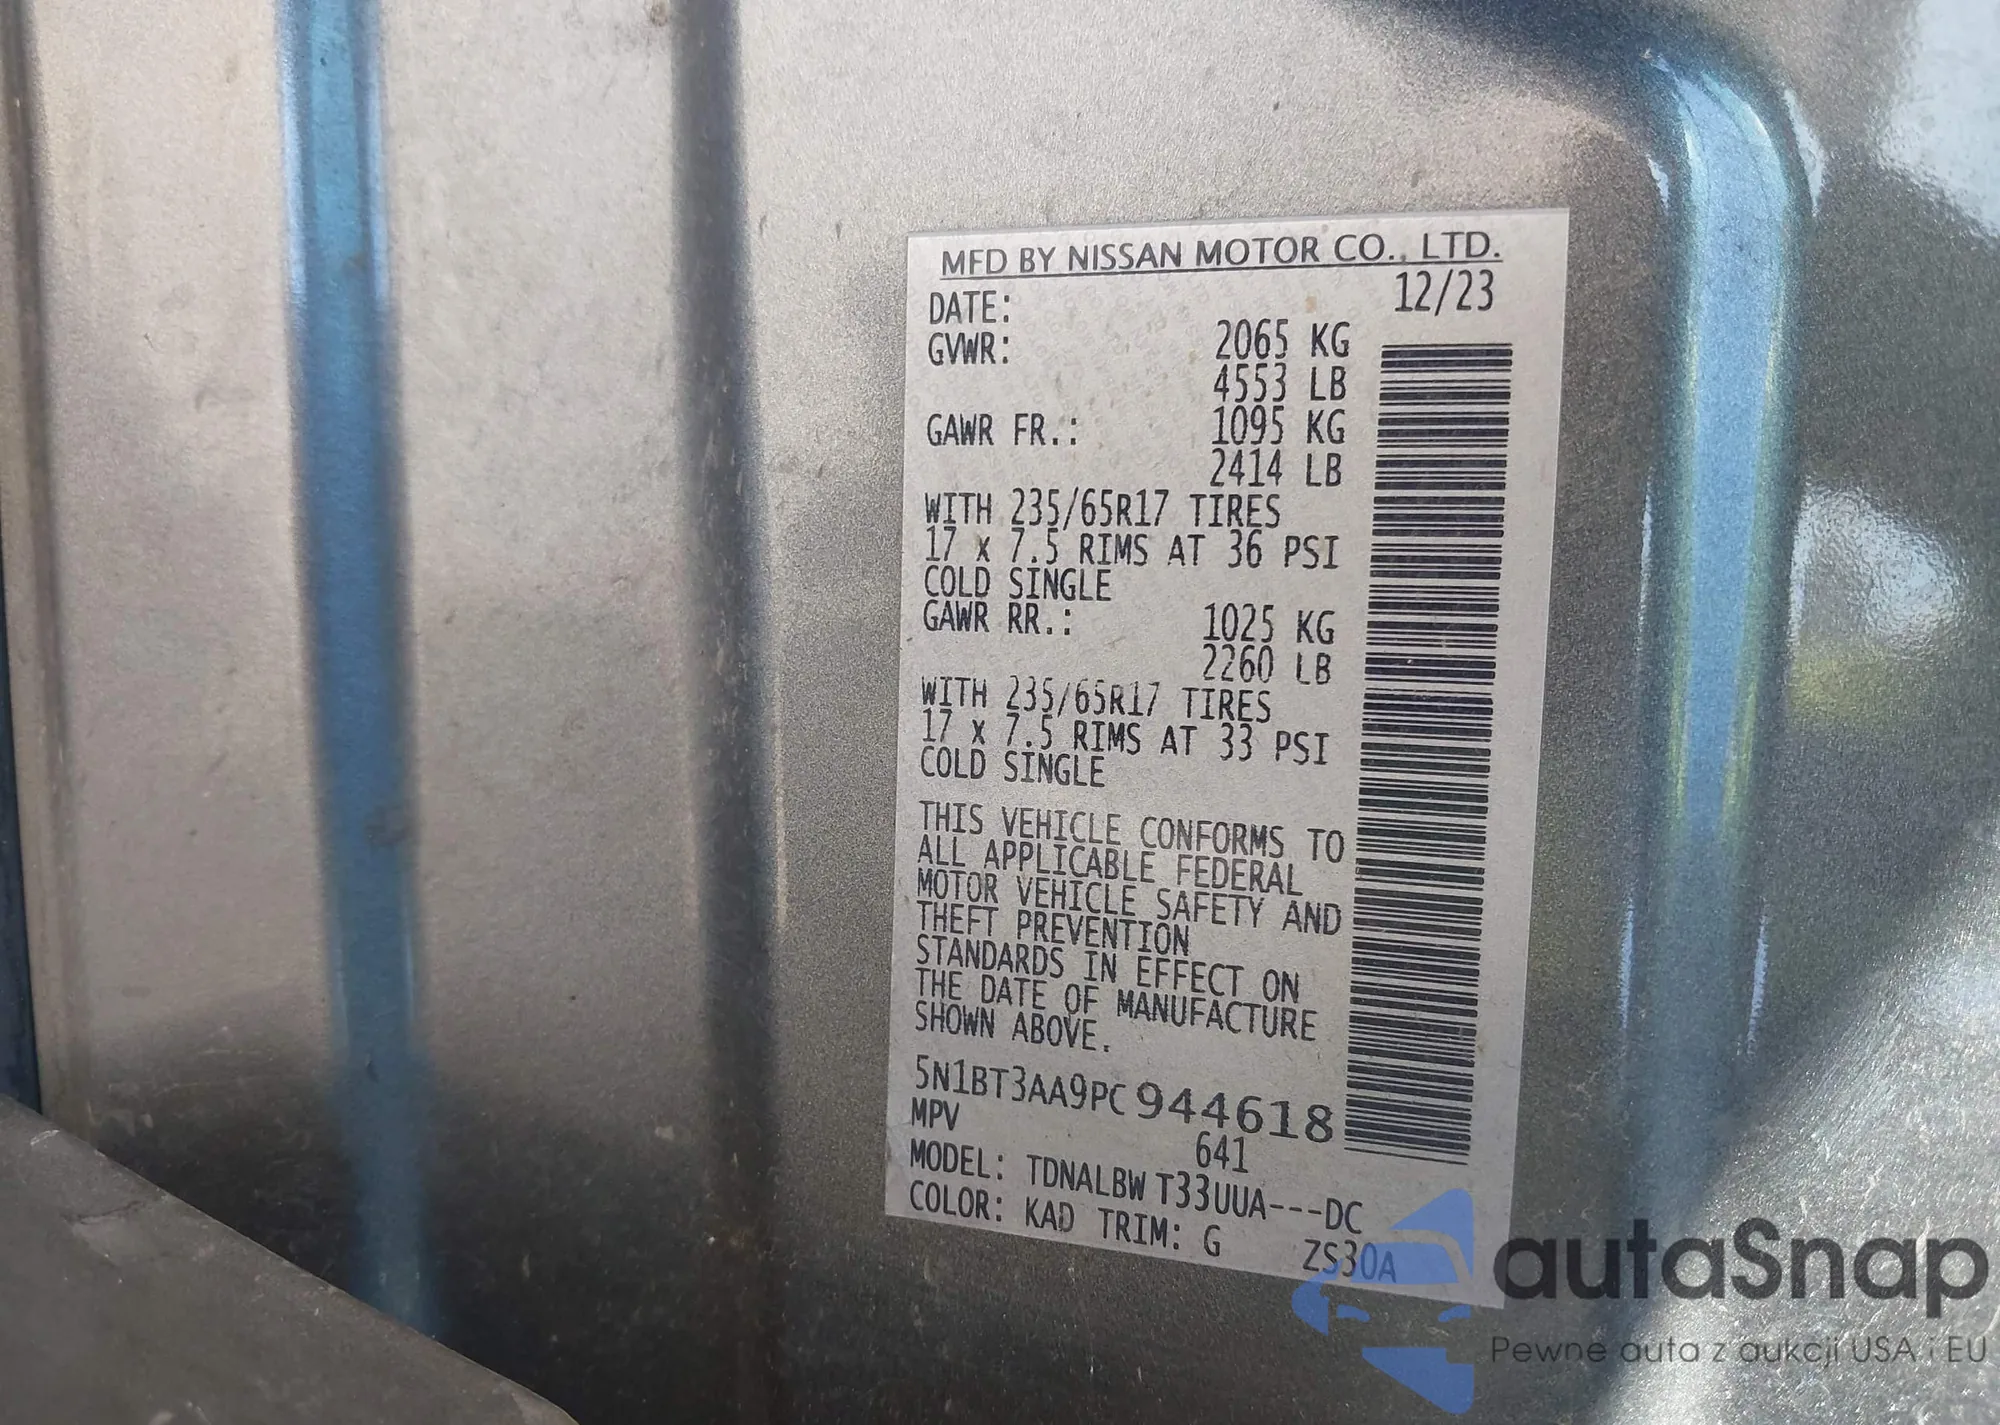 MFD BY NISSAN MOTOR CO., LTD.
DATE: 12/23
GVWR: 2065 KG
4553 LB
GAWR FR.: 1095 KG
2414 LB
WITH 235/65R17 TIRES
17 x 7.5 RIMS AT 36 PSI
COLD SINGLE
GAWR RR.: 1025 KG
2260 LB
WITH 235/65R17 TIRES
17 x 7.5 RIMS AT 33 PSI
COLD SINGLE
THIS VEHICLE CONFORMS TO
ALL APPLICABLE FEDERAL
MOTOR VEHICLE SAFETY AND
THEFT PREVENTION
STANDARDS IN EFFECT ON
THE DATE OF MANUFACTURE
SHOWN ABOVE.
5N1BT3AA9PC944618
MPV 641
MODEL: TDNALBW T33UUA---DC
COLOR: KAD TRIM: G ZS30A
autaSnap
Pewne auta z aukcji USA i EU